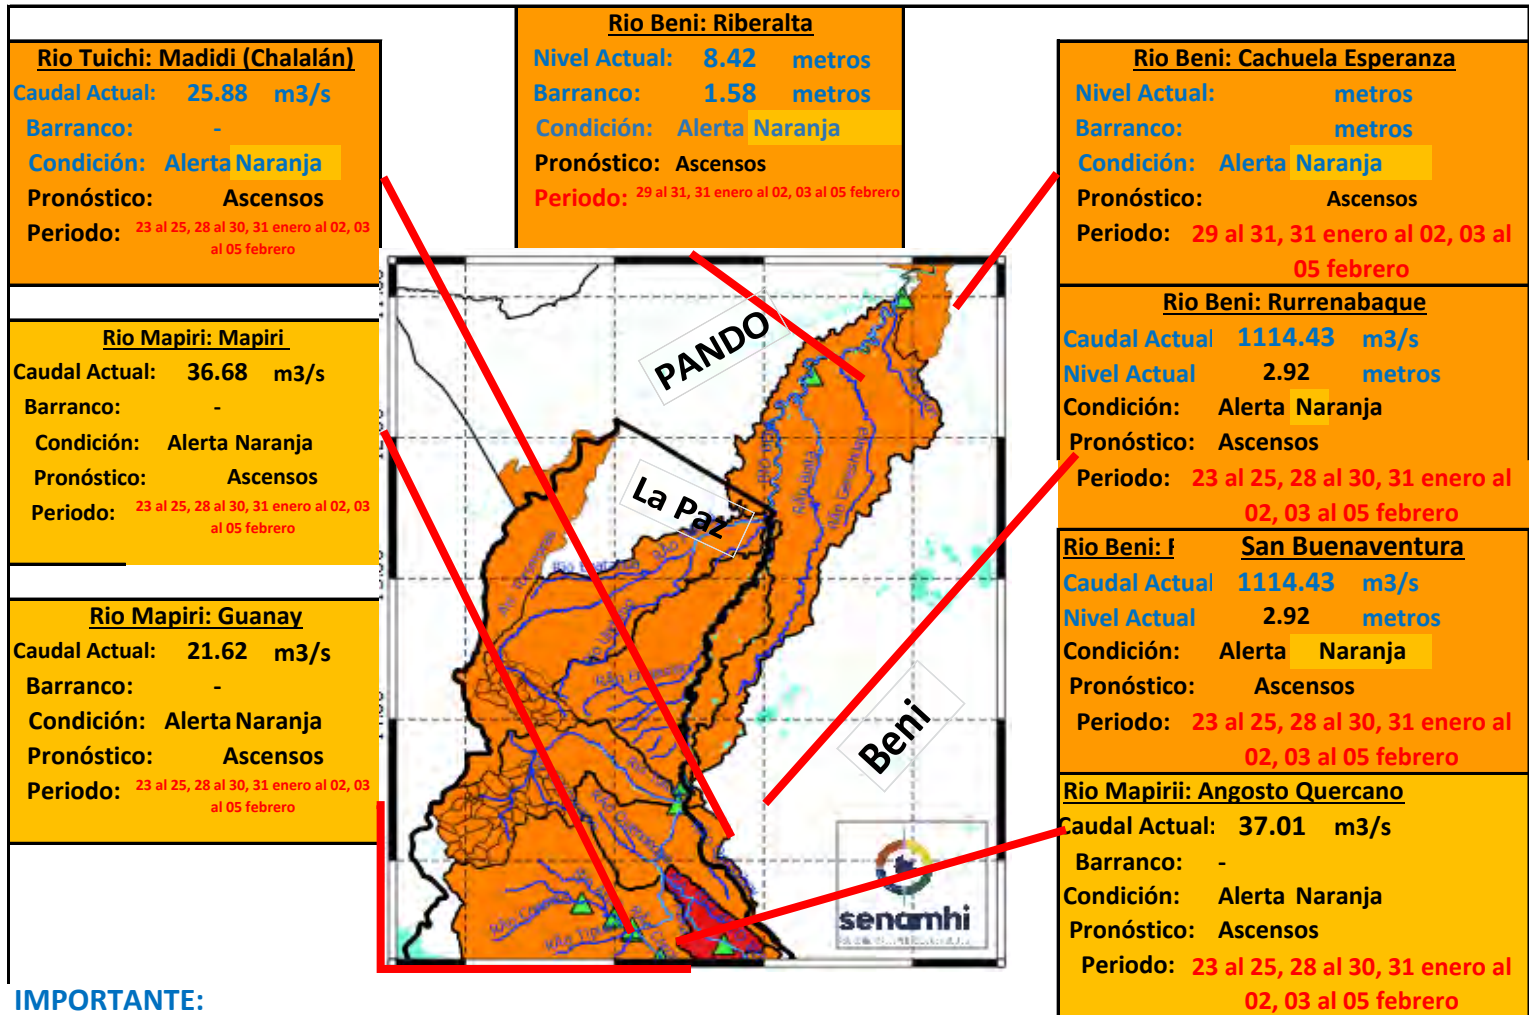 Rio Tuichi: Madidi (Chalalán)
Caudal Actual: 25.88 m3/s
Barranco: -
Condición: Alerta Naranja
Pronóstico: Ascensos
Periodo: 23 al 25, 28 al 30, 31 enero al 02, 03
al 05 febrero
Rio Mapiri: Mapiri
Caudal Actual: 36.68 m3/s
Barranco: -
Condición: Alerta Naranja
Pronóstico: Ascensos
Periodo: 23 al 25, 28 al 30, 31 enero al 02, 03
al 05 febrero
Rio Mapiri: Guanay
Caudal Actual: 21.62 m3/s
Barranco: -
Condición: Alerta Naranja
Pronóstico: Ascensos
Periodo: 23 al 25, 28 al 30, 31 enero al 02, 03
al 05 febrero
Rio Beni: Riberalta
Nivel Actual: 8.42 metros
Barranco: 1.58 metros
Condición: Alerta Naranja
Pronóstico: Ascensos
Periodo: 29 al 31, 31 enero al 02, 03 al 05 febrero
PANDO
La Paz
Beni
senamhi
Rio Beni: Cachuela Esperanza
Nivel Actual: metros
Barranco: metros
Condición: Alerta Naranja
Pronóstico: Ascensos
Periodo: 29 al 31, 31 enero al 02, 03 al
05 febrero
Rio Beni: Rurrenabaque
Caudal Actual 1114.43 m3/s
Nivel Actual 2.92 metros
Condición: Alerta Naranja
Pronóstico: Ascensos
Periodo: 23 al 25, 28 al 30, 31 enero al
02, 03 al 05 febrero
Rio Beni: San Buenaventura
Caudal Actual 1114.43 m3/s
Nivel Actual 2.92 metros
Condición: Alerta Naranja
Pronóstico: Ascensos
Periodo: 23 al 25, 28 al 30, 31 enero al
02, 03 al 05 febrero
Rio Mapirii: Angosto Quercano
Caudal Actual: 37.01 m3/s
Barranco: -
Condición: Alerta Naranja
Pronóstico: Ascensos
Periodo: 23 al 25, 28 al 30, 31 enero al
02, 03 al 05 febrero
IMPORTANTE: